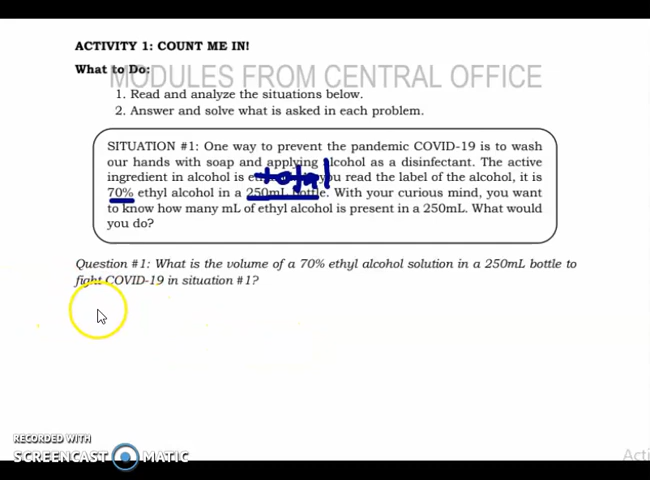 ACTIVITY 1: COUNT ME IN!
What to Do:
MODULES FROM CENTRAL OFFICE
1. Read and analyze the situations below.
2. Answer and solve what is asked in each problem.
SITUATION #1: One way to prevent the pandemic COVID-19 is to wash
our hands with soap and applying alcohol as a disinfectant. The active
ingredient in alcohol is total you read the label of the alcohol, it is
70% ethyl alcohol in a 250mL bottle. With your curious mind, you want
to know how many mL of ethyl alcohol is present in a 250mL. What would
you do?
Question #1: What is the volume of a 70% ethyl alcohol solution in a 250mL bottle to
fight COVID-19 in situation #1?
RECORDED WITH
SCREENCAST MATIC
Acti